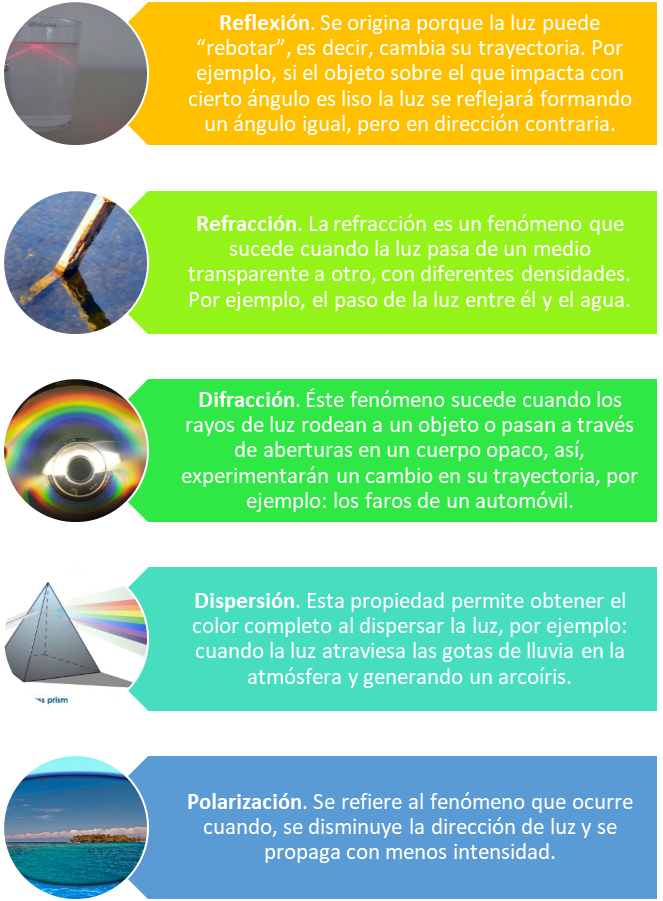 Reflexión. Se origina porque la luz puede
“rebotar”, es decir, cambia su trayectoria. Por
ejemplo, si el objeto sobre el que impacta con
cierto ángulo es liso la luz se reflejará formando
un ángulo igual, pero en dirección contraria.
Refracción. La refracción es un fenómeno que
sucede cuando la luz pasa de un medio
transparente a otro, con diferentes densidades.
Por ejemplo, el paso de la luz entre él y el agua.
Difracción. Éste fenómeno sucede cuando los
rayos de luz rodean a un objeto o pasan a través
de aberturas en un cuerpo opaco, así,
experimentarán un cambio en su trayectoria, por
ejemplo: los faros de un automóvil.
Dispersión. Esta propiedad permite obtener el
color completo al dispersar la luz, por ejemplo:
cuando la luz atraviesa las gotas de lluvia en la
atmósfera y generando un arcoíris.
prism
Polarización. Se refiere al fenómeno que ocurre
cuando, se disminuye la dirección de luz y se
propaga con menos intensidad.